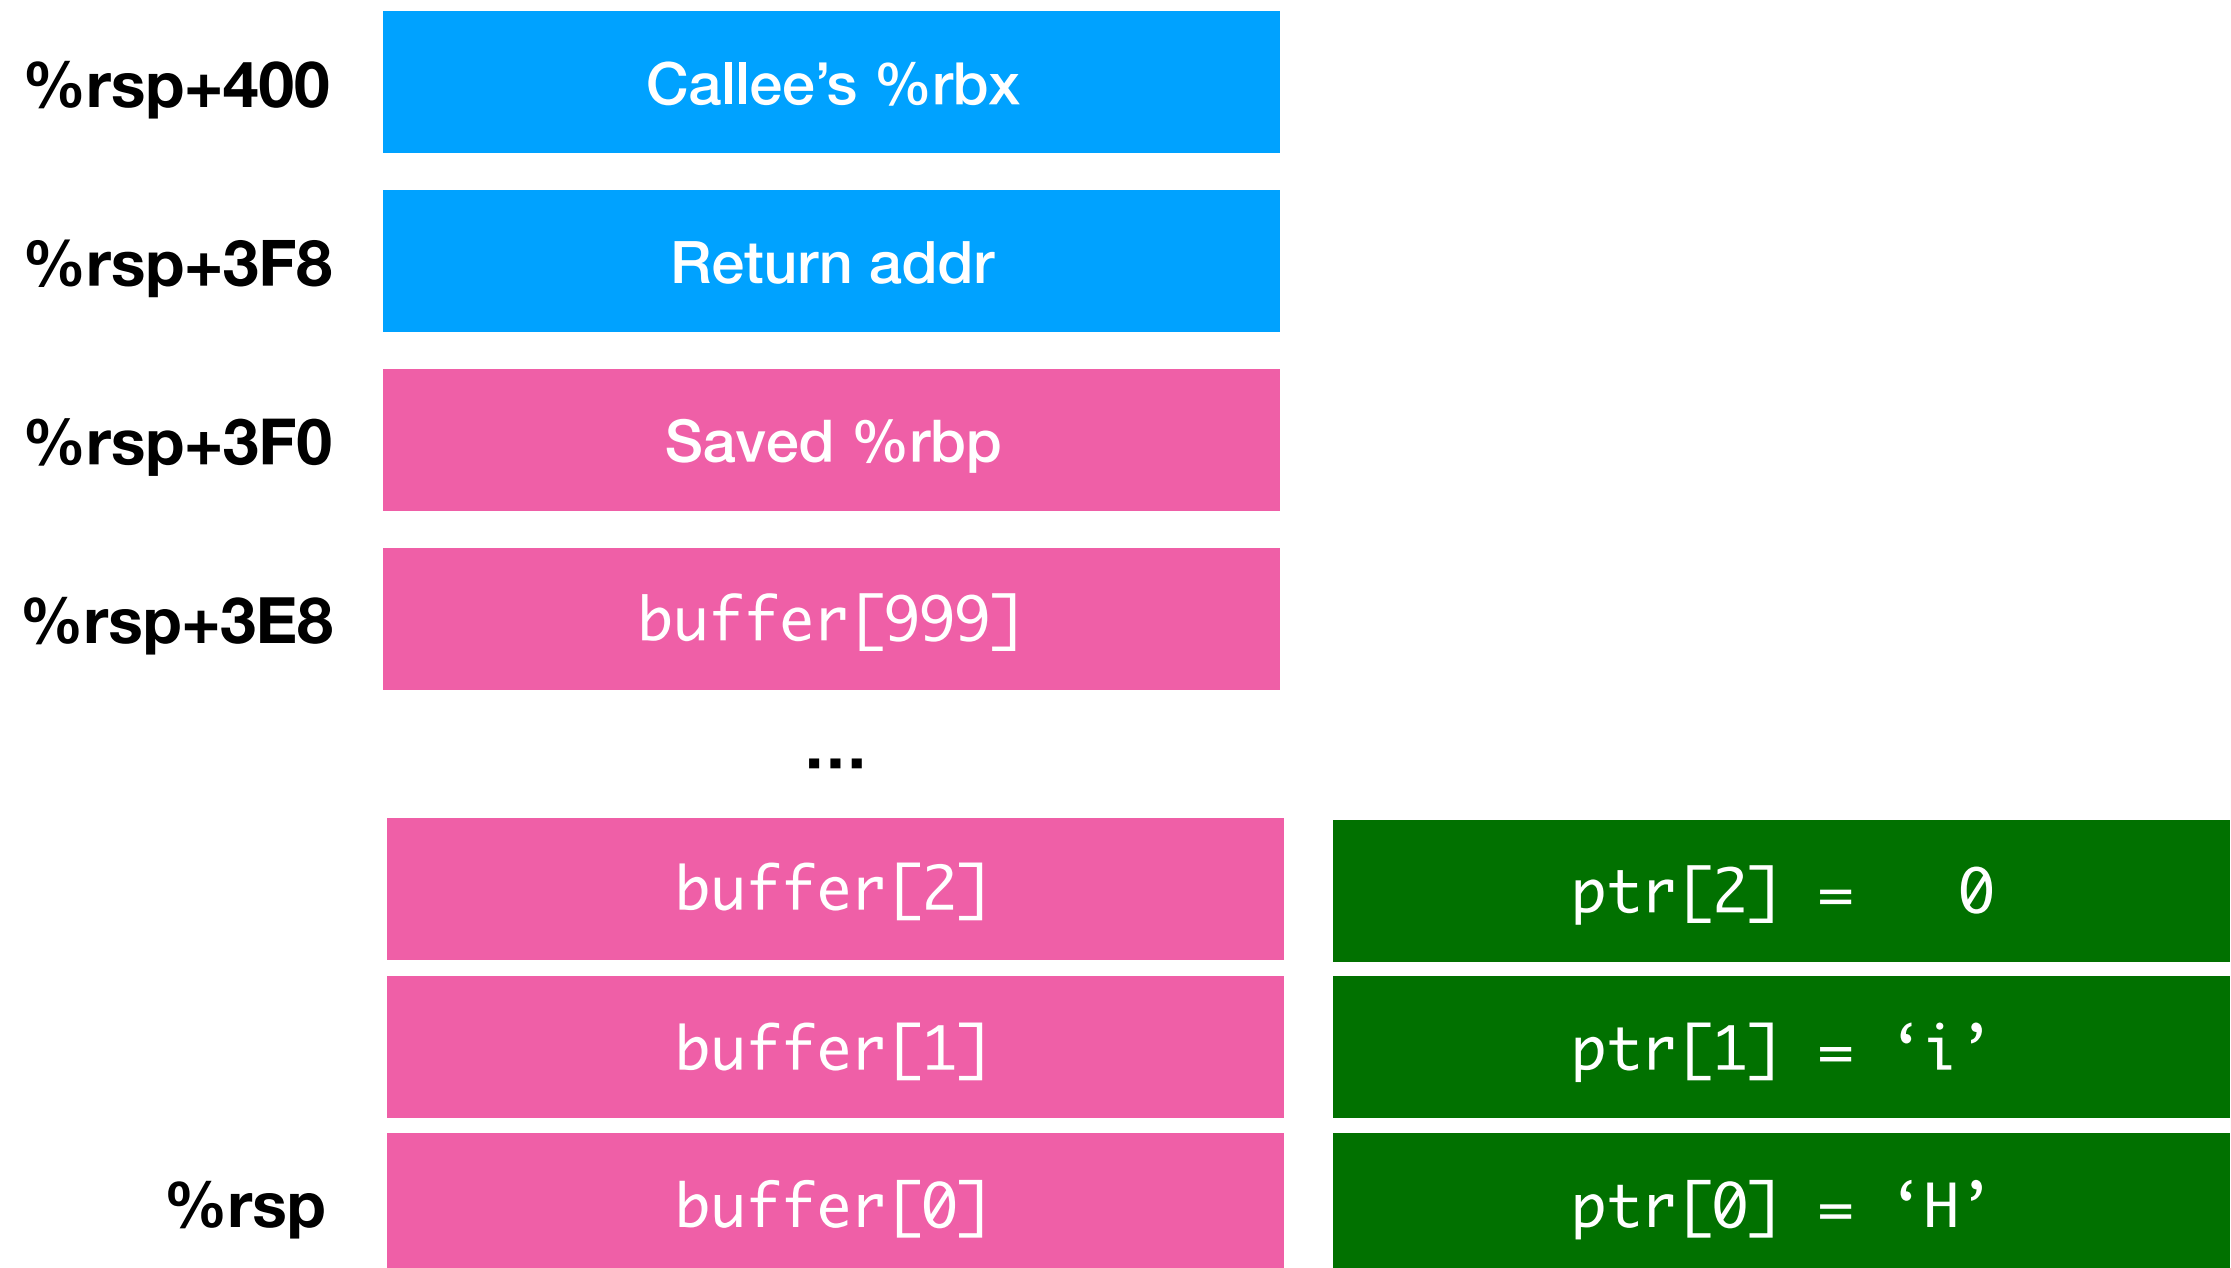 %rsp+400 Callee’s %rbx
%rsp+3F8 Return addr
%rsp+3F0 Saved %rbp
%rsp+3E8 buffer[999]
...
buffer[2] ptr[2] =   0
buffer[1] ptr[1] = ‘i’
%rsp buffer[0] ptr[0] = ‘H’